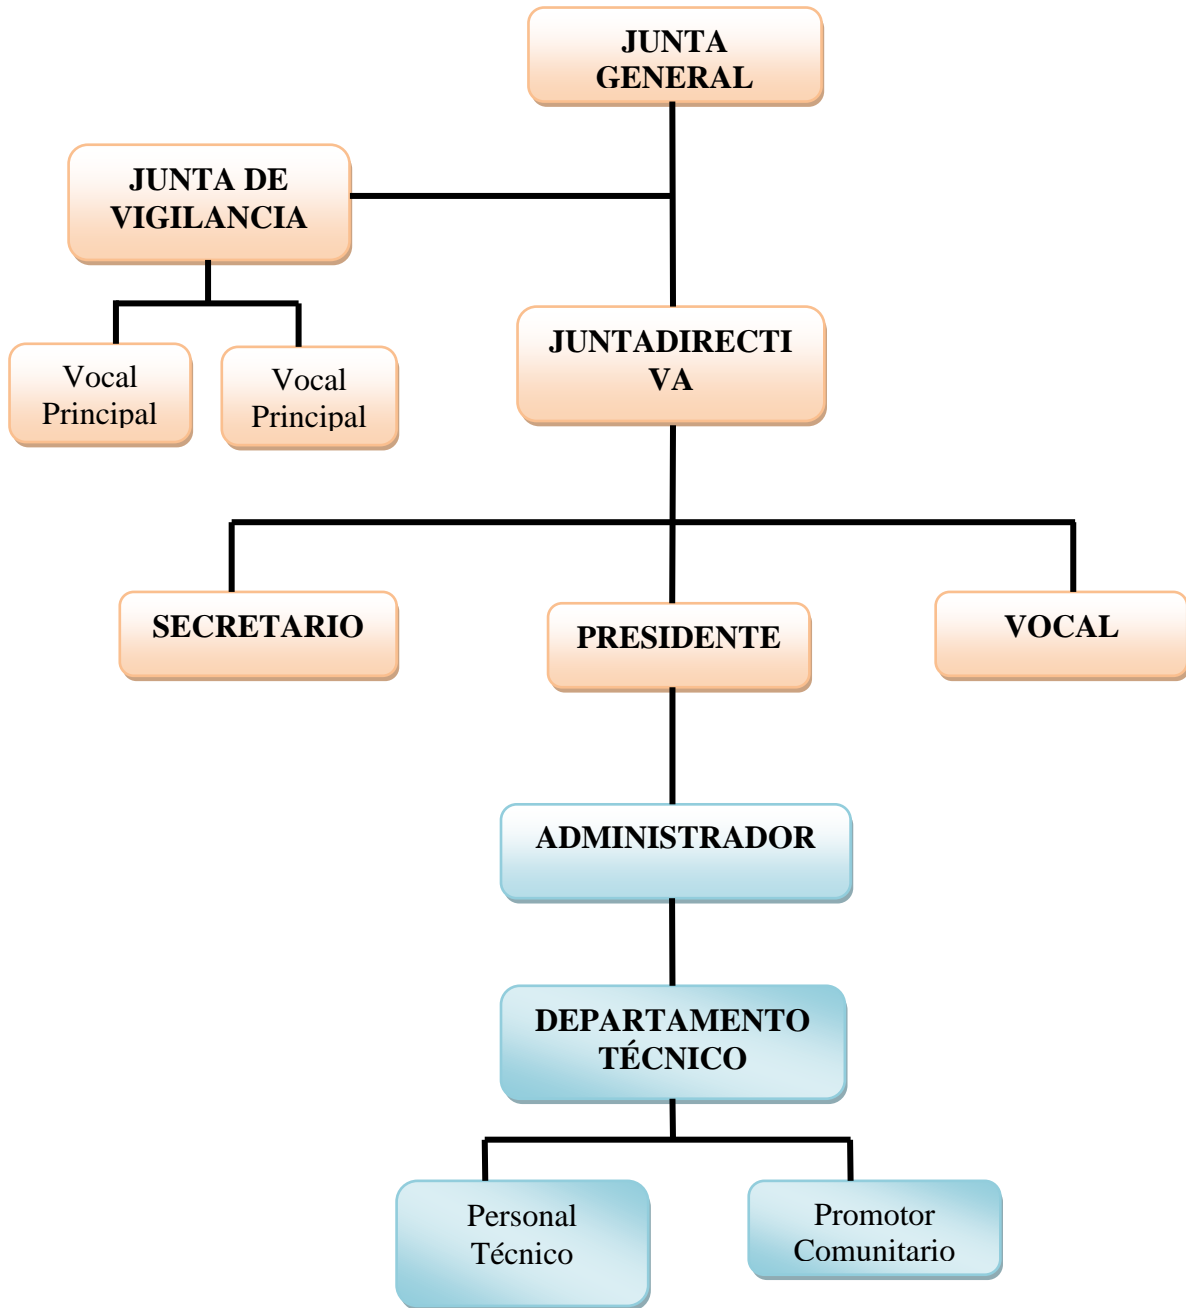 JUNTA
GENERAL
JUNTA DE
VIGILANCIA
Vocal
Principal
Vocal
Principal
JUNTADIRECTI
VA
SECRETARIO
PRESIDENTE
VOCAL
ADMINISTRADOR
DEPARTAMENTO
TÉCNICO
Personal
Técnico
Promotor
Comunitario